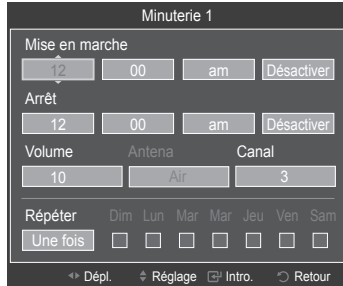 Minuterie 1
Mise en marche
12 00 am Désactiver
Arrêt
12 00 am Désactiver
Volume Antena Canal
10 Air 3
Répéter Dim Lun Mar Mar Jeu Ven Sam
Une fois
Dépl. Réglage Intro. Retour